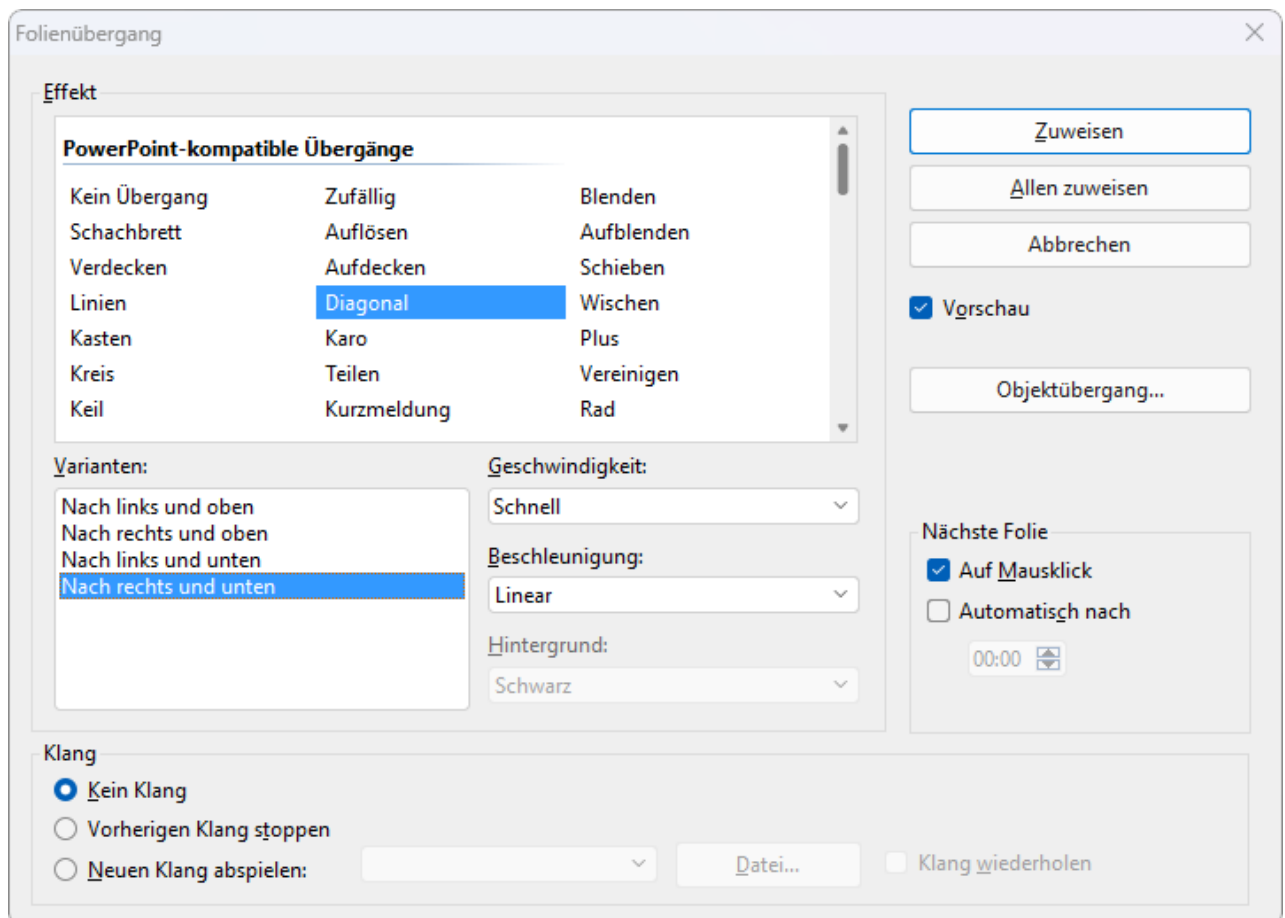 Folienübergang
Effekt
PowerPoint-kompatible Übergänge
Kein Übergang Zufällig Blenden
Schachbrett Auflösen Aufblenden
Verdecken Aufdecken Schieben
Linien Diagonal Wischen
Kasten Karo Plus
Kreis Teilen Vereinigen
Keil Kurzmeldung Rad
Varianten:
Nach links und oben
Nach rechts und oben
Nach links und unten
Nach rechts und unten
Geschwindigkeit:
Schnell
Beschleunigung:
Linear
Hintergrund:
Schwarz
Zuweisen
Allen zuweisen
Abbrechen
Vorschau
Objektübergang...
Nächste Folie
Auf Mausklick
Automatisch nach
00:00
Klang
Kein Klang
Vorherigen Klang stoppen
Neuen Klang abspielen: Datei... Klang wiederholen